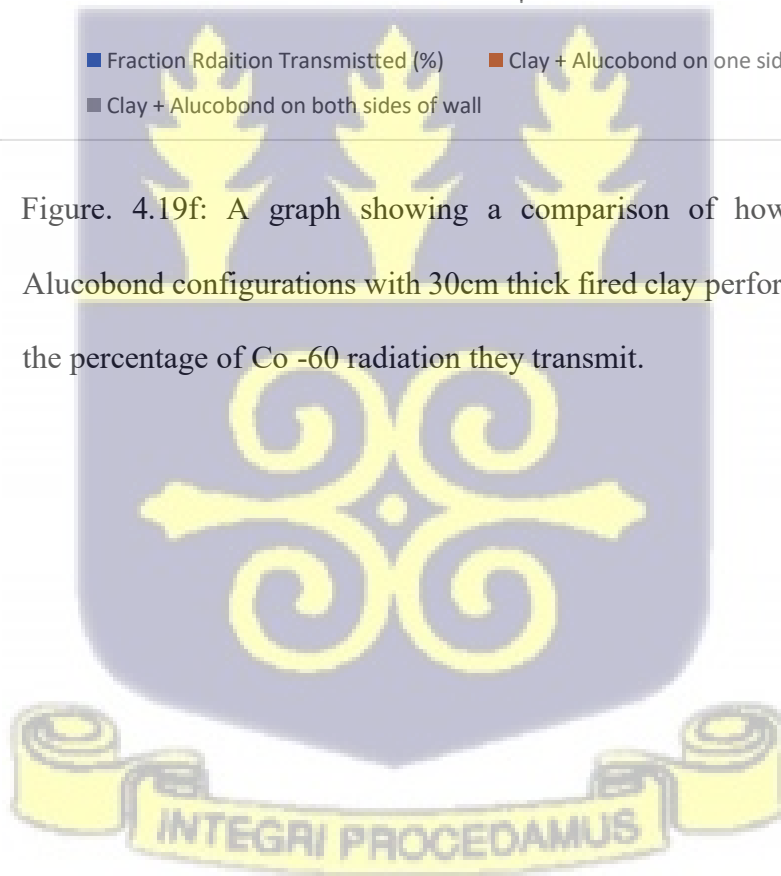 Fraction Rdaition Transmistted (%) Clay + Alucobond on one sid
Clay + Alucobond on both sides of wall
Figure. 4.19f: A graph showing a comparison of how
Alucobond configurations with 30cm thick fired clay perfor
the percentage of Co -60 radiation they transmit.
INTEGRI PROCEDAMUS